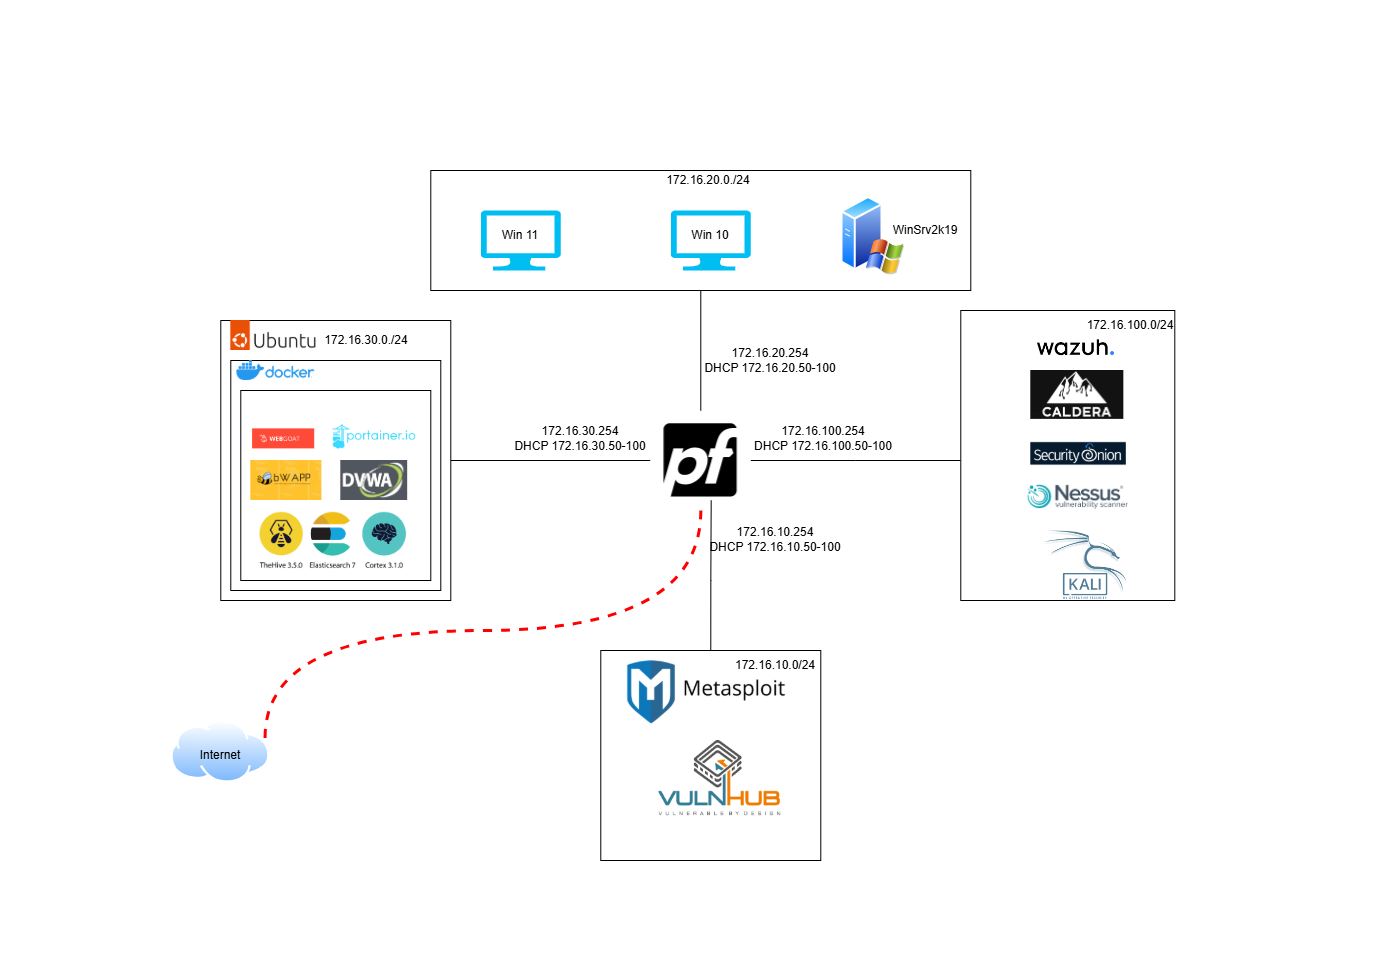 172.16.20.0./24
Win 11
Win 10
WinSrv2k19
172.16.20.254
DHCP 172.16.20.50-100
Ubuntu
172.16.30.0./24
docker
WEBGOAT
portainer.io
bWAPP
DVWA
TheHive 3.5.0
Elasticsearch 7
Cortex 3.1.0
172.16.30.254
DHCP 172.16.30.50-100
pf
172.16.100.254
DHCP 172.16.100.50-100
172.16.100.0/24
wazuh.
CALDERA
Security Onion
Nessus®
vulnerability scanner
KALI
172.16.10.254
DHCP 172.16.10.50-100
Internet
172.16.10.0/24
Metasploit
VULNHUB
VULNERABLE BY DESIGN